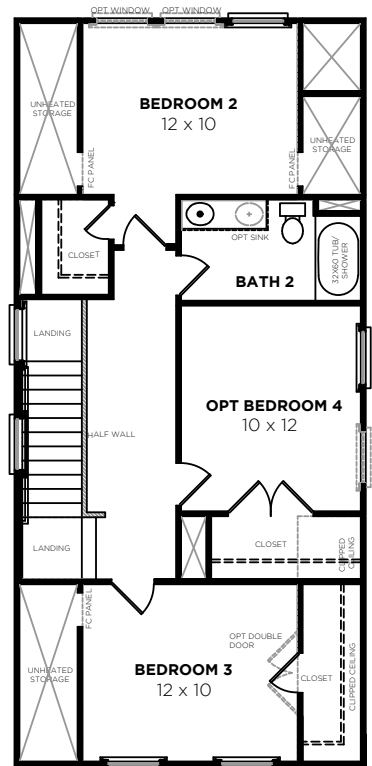 OPT WINDOW OPT WINDOW
UNHEATED
STORAGE
BEDROOM 2
12 x 10
FC PANEL
FC PANEL
UNHEATED
STORAGE
CLOSET
OPT SINK
BATH 2
32X60 TUB/
SHOWER
LANDING
HALF WALL
LANDING
OPT BEDROOM 4
10 x 12
CLOSET
CLIPPED
CEILING
FC PANEL
UNHEATED
STORAGE
BEDROOM 3
12 x 10
OPT DOUBLE
DOOR
CLOSET
CLIPPED CEILING